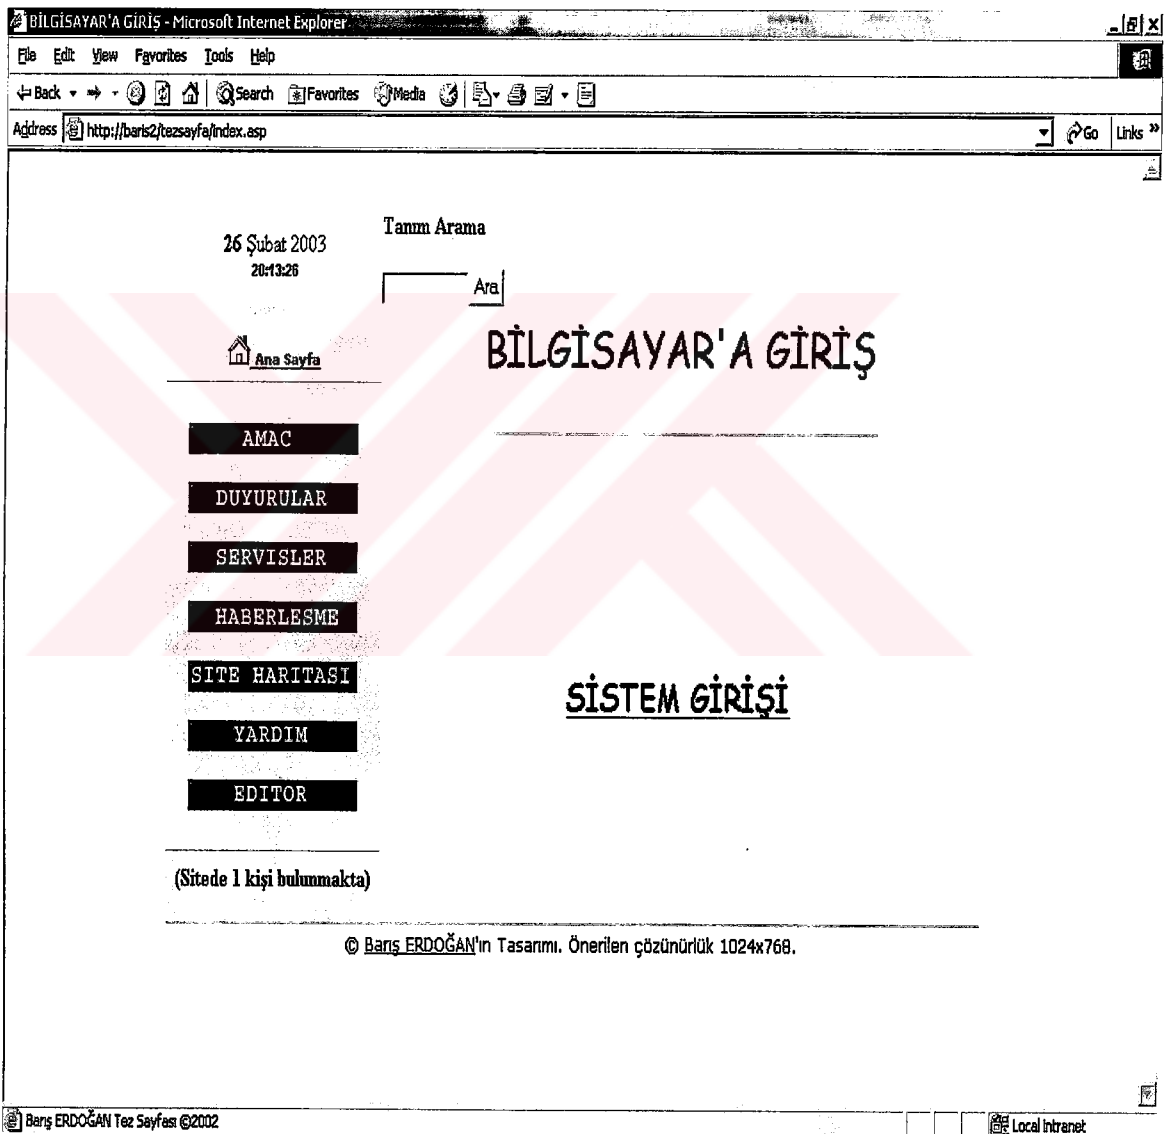 BİLGİSAYAR'A GİRİŞ - Microsoft Internet Explorer
File Edit View Favorites Tools Help
Back Search Favorites Media
Address http://baris2/tezsayfa/index.asp Go Links »
26 Şubat 2003
20:13:26
Tanım Arama
Ara
Ana Sayfa
BİLGİSAYAR'A GİRİŞ
AMAC
DUYURULAR
SERVISLER
HABERLESME
SITE HARITASI
YARDIM
EDITOR
SİSTEM GİRİŞİ
(Sitede 1 kişi bulunmakta)
© Barış ERDOĞAN'ın Tasarımı. Önerilen çözünürlük 1024x768.
Barış ERDOĞAN Tez Sayfası ©2002 Local intranet